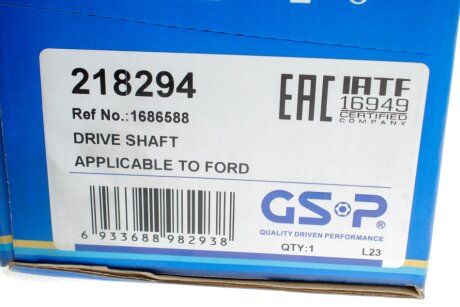 218294
Ref No.:1686588
DRIVE SHAFT
APPLICABLE TO FORD
6 933688 982938
EAC
IATF
16949
CERTIFIED
COMPANY
GSP
QUALITY DRIVEN PERFORMANCE
QTY:1
L23